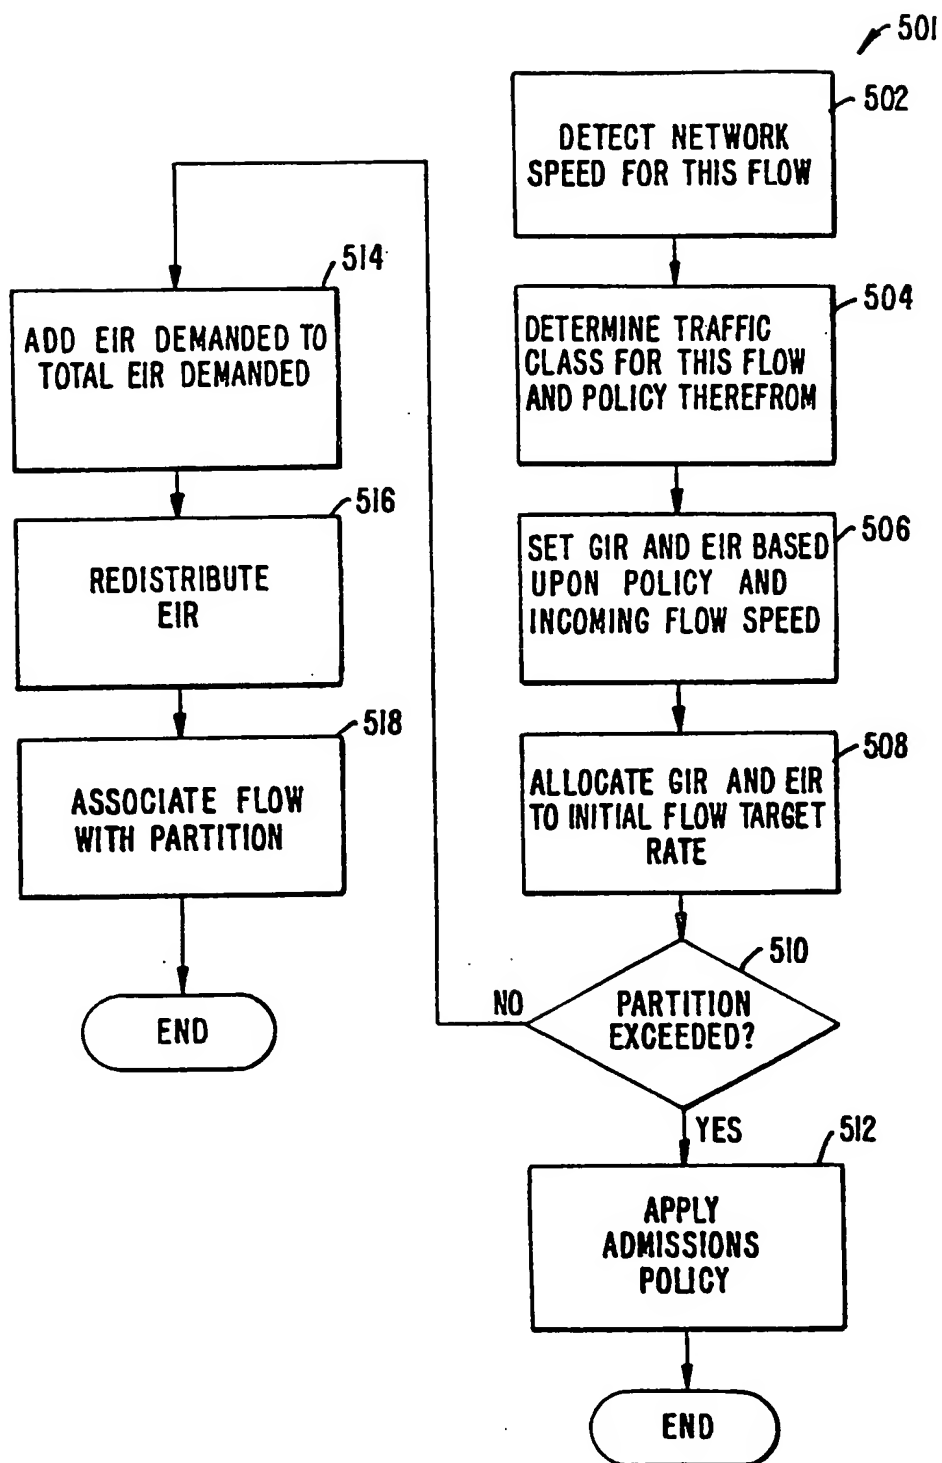 501
502
DETECT NETWORK
SPEED FOR THIS FLOW
504
DETERMINE TRAFFIC
CLASS FOR THIS FLOW
AND POLICY THEREFROM
506
SET GIR AND EIR BASED
UPON POLICY AND
INCOMING FLOW SPEED
508
ALLOCATE GIR AND EIR
TO INITIAL FLOW TARGET
RATE
510
PARTITION
EXCEEDED?
NO
YES
512
APPLY
ADMISSIONS
POLICY
END
514
ADD EIR DEMANDED TO
TOTAL EIR DEMANDED
516
REDISTRIBUTE
EIR
518
ASSOCIATE FLOW
WITH PARTITION
END